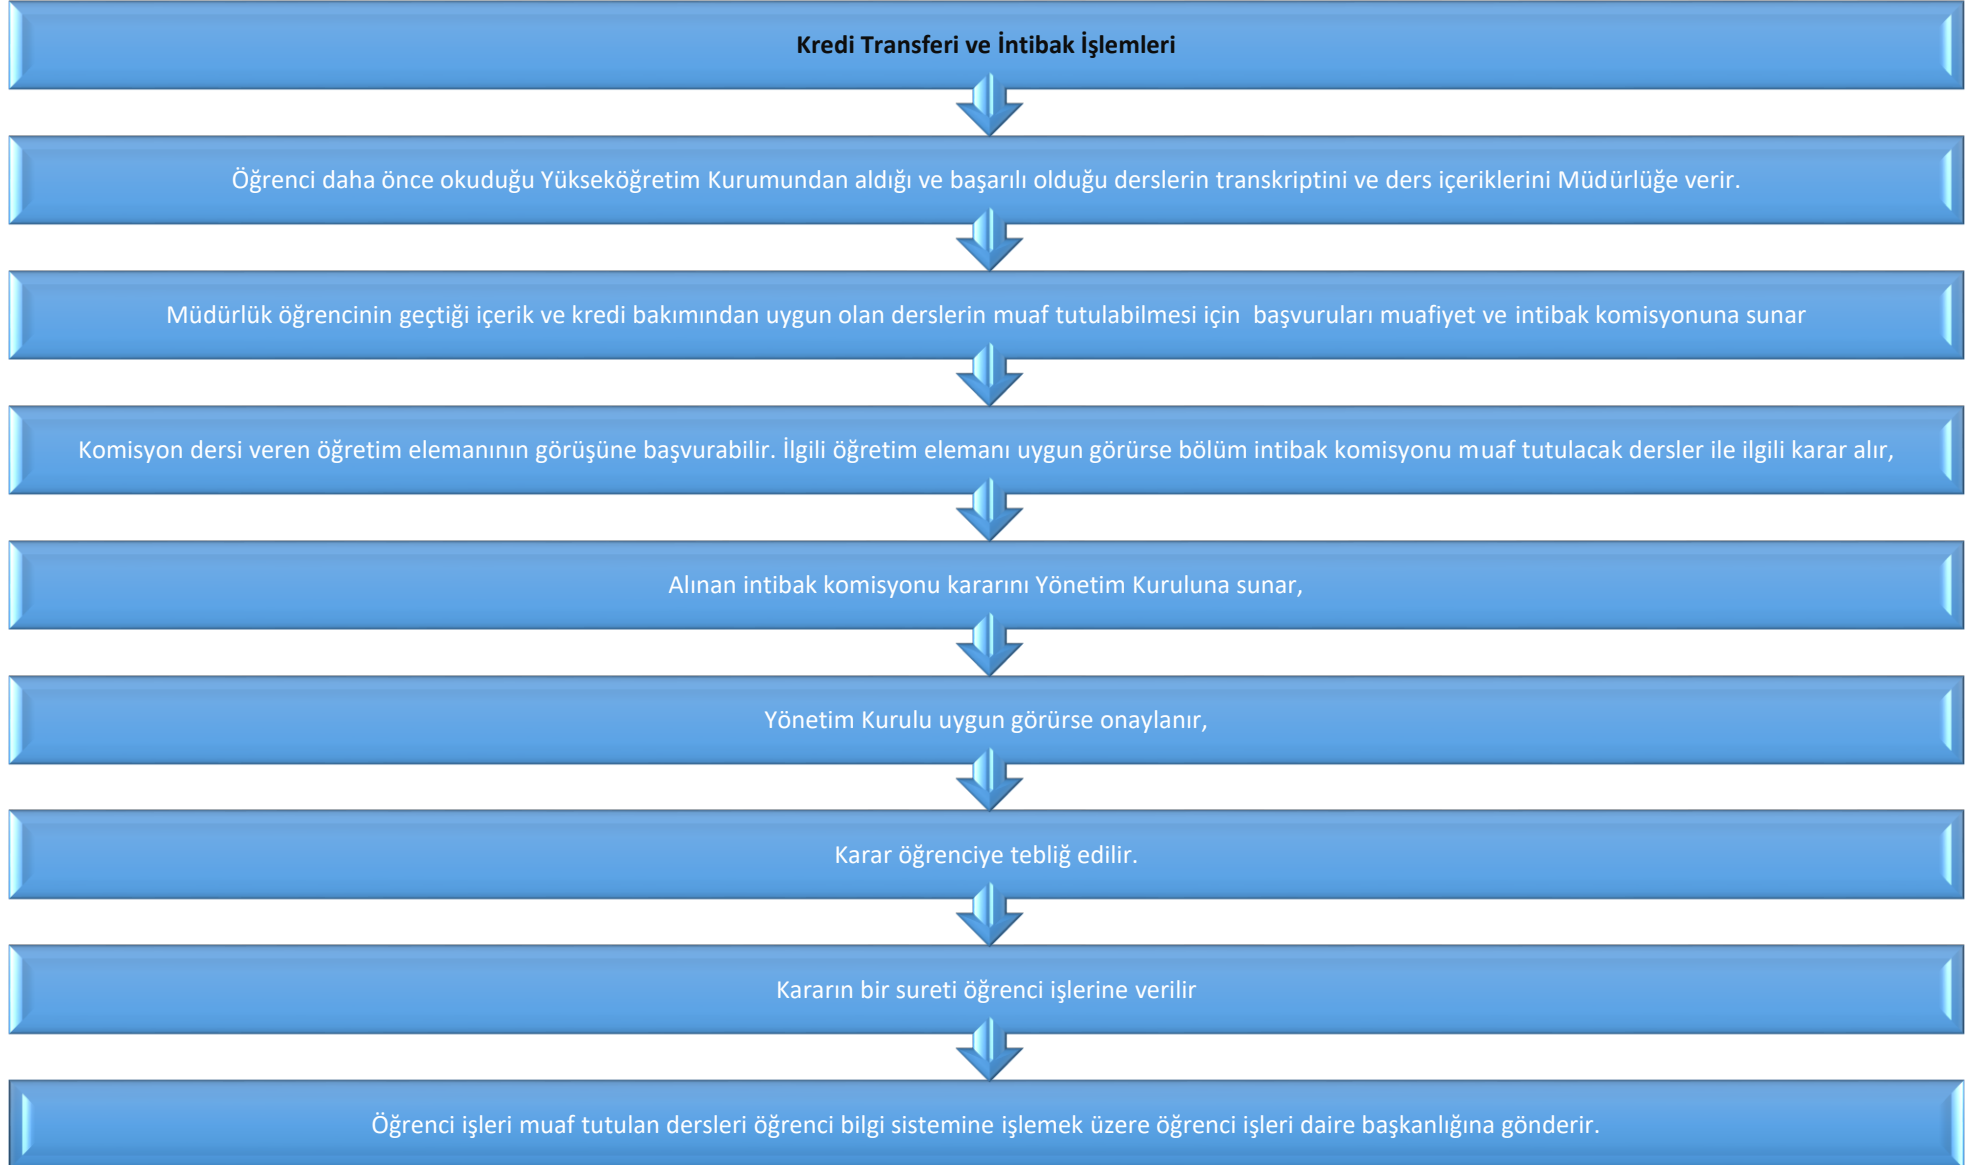 Kredi Transferi ve İntibak İşlemleri
Öğrenci daha önce okuduğu Yükseköğretim Kurumundan aldığı ve başarılı olduğu derslerin transkriptini ve ders içeriklerini Müdürlüğe verir.
Müdürlük öğrencinin geçtiği içerik ve kredi bakımından uygun olan derslerin muaf tutulabilmesi için başvuruları muafiyet ve intibak komisyonuna sunar
Komisyon dersi veren öğretim elemanının görüşüne başvurabilir. İlgili öğretim elemanı uygun görürse bölüm intibak komisyonu muaf tutulacak dersler ile ilgili karar alır,
Alınan intibak komisyonu kararını Yönetim Kuruluna sunar,
Yönetim Kurulu uygun görürse onaylanır,
Karar öğrenciye tebliğ edilir.
Kararın bir sureti öğrenci işlerine verilir
Öğrenci işleri muaf tutulan dersleri öğrenci bilgi sistemine işlemek üzere öğrenci işleri daire başkanlığına gönderir.